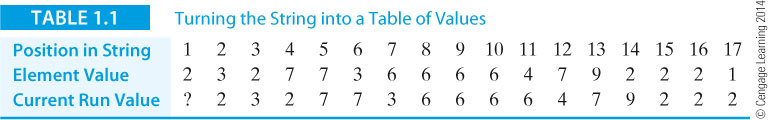 TABLE 1.1 Turning the String into a Table of Values
Position in String 1 2 3 4 5 6 7 8 9 10 11 12 13 14 15 16 17
Element Value 2 3 2 7 7 3 6 6 6 6 4 7 9 2 2 2 1
Current Run Value ? 2 3 2 7 7 3 6 6 6 6 4 7 9 2 2 2
© Cengage Learning 2014